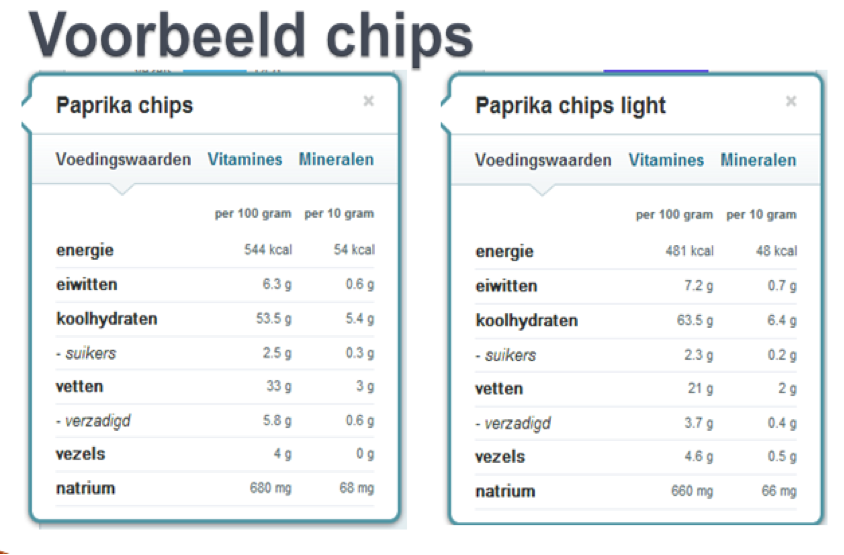 Voorbeeld chips
Paprika chips ×
Voedingswaarden Vitamines Mineralen
per 100 gram per 10 gram
energie 544 kcal 54 kcal
eiwitten 6.3 g 0.6 g
koolhydraten 53.5 g 5.4 g
- suikers 2.5 g 0.3 g
vetten 33 g 3 g
- verzadigd 5.8 g 0.6 g
vezels 4 g 0 g
natrium 680 mg 68 mg
Paprika chips light ×
Voedingswaarden Vitamines Mineralen
per 100 gram per 10 gram
energie 481 kcal 48 kcal
eiwitten 7.2 g 0.7 g
koolhydraten 63.5 g 6.4 g
- suikers 2.3 g 0.2 g
vetten 21 g 2 g
- verzadigd 3.7 g 0.4 g
vezels 4.6 g 0.5 g
natrium 660 mg 66 mg